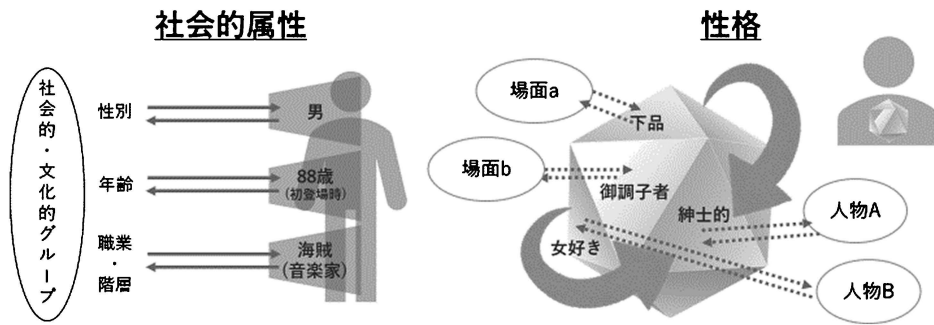 社会的属性
社会的・文化的グループ
性別
男
年齢
88歳
(初登場時)
職業
・
階層
海賊
(音楽家)
性格
場面a
下品
場面b
御調子者
紳士的
人物A
女好き
人物B